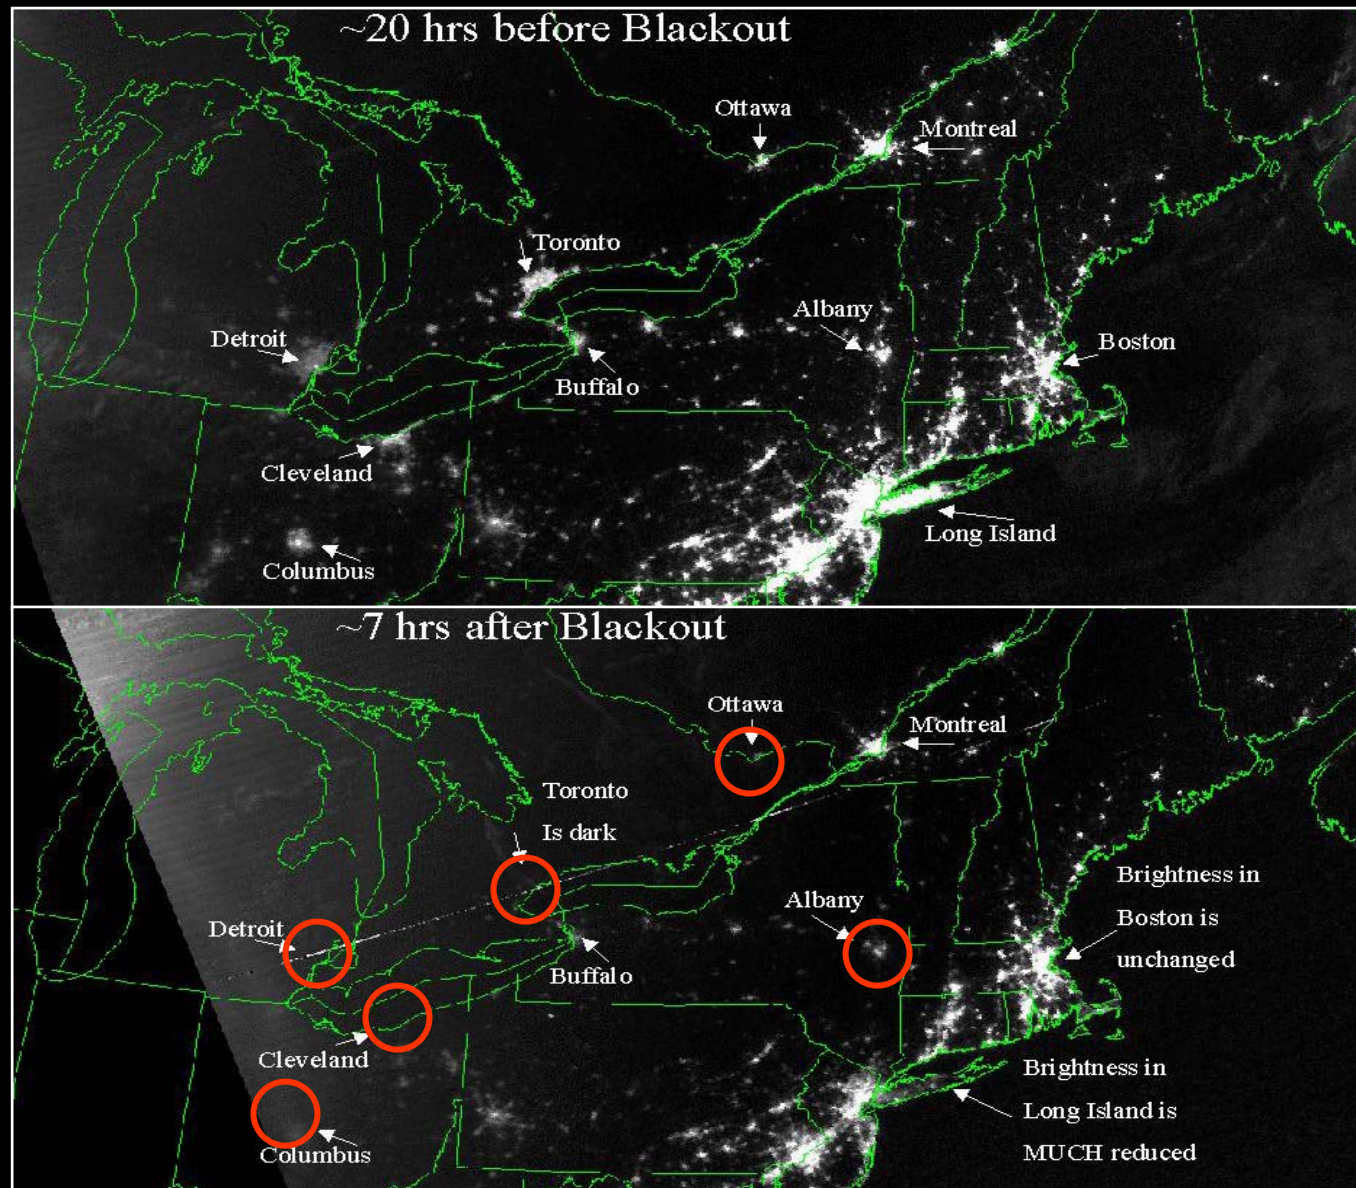 ~20 hrs before Blackout
Ottawa
Montreal
Toronto
Albany
Detroit
Boston
Buffalo
Cleveland
Long Island
Columbus
~7 hrs after Blackout
Ottawa
Montreal
Toronto
Is dark
Albany
Brightness in
Boston is
unchanged
Detroit
Buffalo
Cleveland
Brightness in
Long Island is
MUCH reduced
Columbus